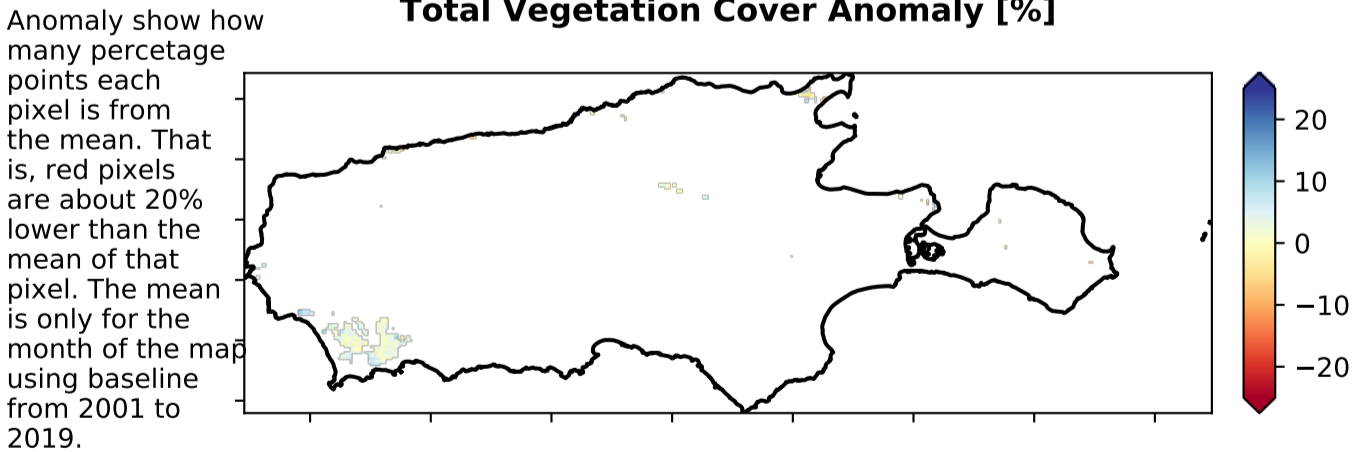 Total Vegetation Cover Anomaly [%]
Anomaly show how
many percetage
points each
pixel is from
the mean. That
is, red pixels
are about 20%
lower than the
mean of that
pixel. The mean
is only for the
month of the map
using baseline
from 2001 to
2019.
20
10
0
−10
−20